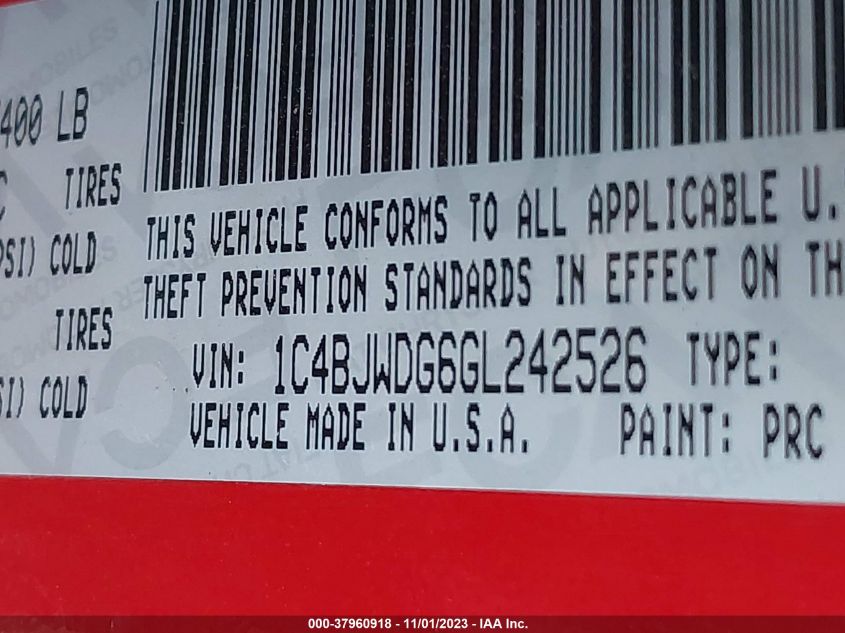 400 LB
TIRES
PSI) COLD
TIRES
SI) COLD
THIS VEHICLE CONFORMS TO ALL APPLICABLE U.
THEFT PREVENTION STANDARDS IN EFFECT ON TH
VIN: 1C4BJWDG6GL242526 TYPE:
VEHICLE MADE IN U.S.A. PAINT: PRC
000-37960918 - 11/01/2023 - IAA Inc.